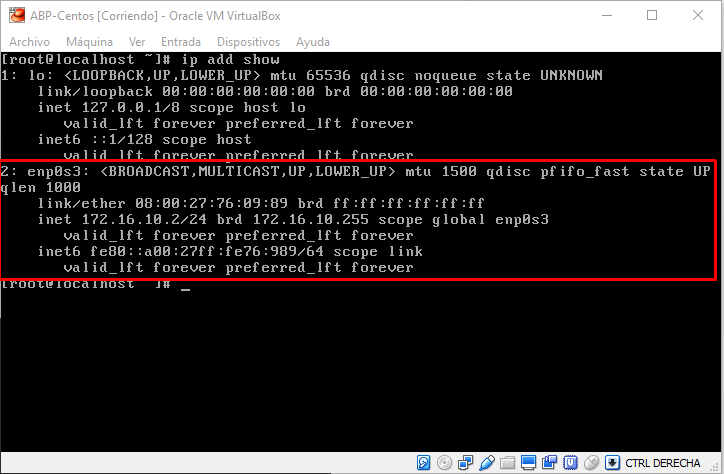 ABP-Centos [Corriendo] - Oracle VM VirtualBox
Archivo Máquina Ver Entrada Dispositivos Ayuda
[root@localhost ~]# ip add show
1: lo: <LOOPBACK,UP,LOWER_UP> mtu 65536 qdisc noqueue state UNKNOWN
link/loopback 00:00:00:00:00:00 brd 00:00:00:00:00:00
inet 127.0.0.1/8 scope host lo
valid_lft forever preferred_lft forever
inet6 ::1/128 scope host
valid_lft forever preferred_lft forever
2: enp0s3: <BROADCAST,MULTICAST,UP,LOWER_UP> mtu 1500 qdisc pfifo_fast state UP
qlen 1000
link/ether 08:00:27:76:09:89 brd ff:ff:ff:ff:ff:ff
inet 172.16.10.2/24 brd 172.16.10.255 scope global enp0s3
valid_lft forever preferred_lft forever
inet6 fe80::a00:27ff:fe76:989/64 scope link
valid_lft forever preferred_lft forever
[root@localhost ~]# _
CTRL DERECHA